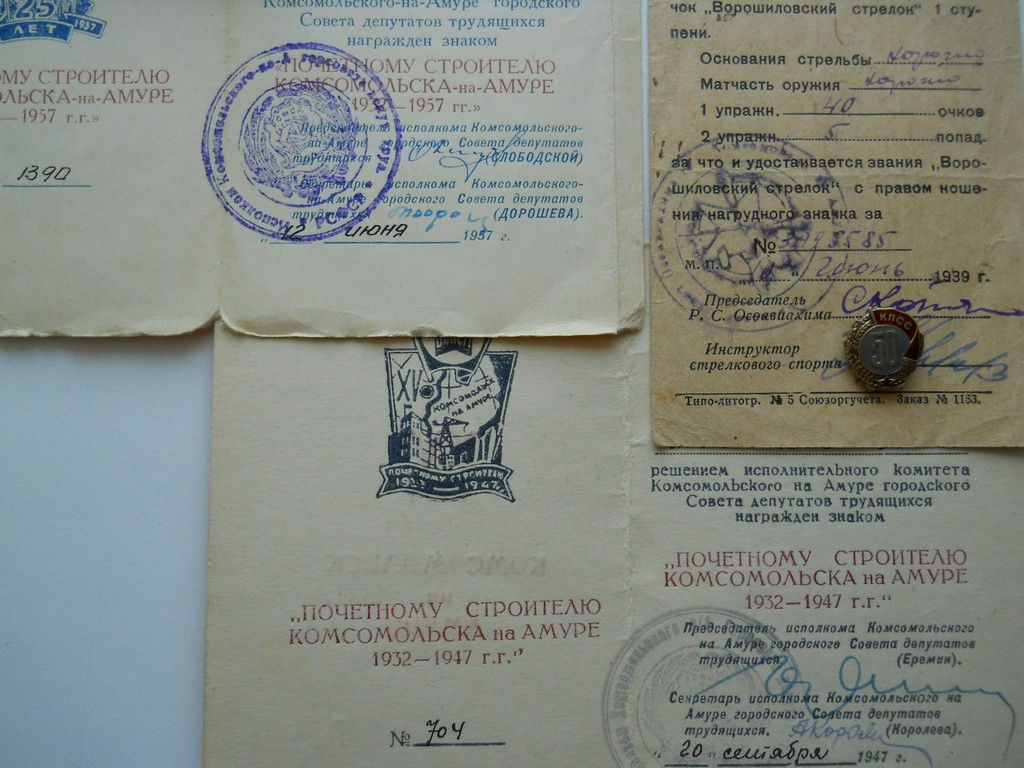 25
ЛЕТ 1957
ОМУ СТРОИТЕЛЮ
ОЛЬСКА-на-АМУРЕ
—1957 г.г.»
1390
Комсомольского-на-Амуре городского
Совета депутатов трудящихся
награжден знаком
«ПОЧЕТНОМУ СТРОИТЕЛЮ
КОМСОМОЛЬСКА-на-АМУРЕ
1932—1957 гг.»
Председатель исполкома Комсомольского-
на-Амуре городского Совета депутатов
трудящихся (СЛОБОДСКОЙ)
Секретарь исполкома Комсомольского-
на-Амуре городского Совета депутатов
трудящихся (ДОРОШЕВА).
„12 июня 1957 г.
чок „Ворошиловский стрелок" 1 сту-
пени.
Основания стрельбы хорошо
Матчасть оружия хорошо
1 упражн. 40 очков
2 упражн. 5 попад.
за что и удостаивается звания „Воро-
шиловский стрелок" с правом ноше-
ния нагрудного значка за
№
М. П. 1939 г.
Председатель
Р. С. Осоавиахима
Инструктор
стрелкового спорта
КПСС
50
Типо-литогр. № 5 Союзоргучета. Заказ № 1153.
XV
КОМСОМОЛЬСК
НА АМУРЕ
ПОЧЕТНОМУ СТРОИТЕЛЮ
1932 1947
„ПОЧЕТНОМУ СТРОИТЕЛЮ
КОМСОМОЛЬСКА на АМУРЕ
1932—1947 г.г."
№ 704
решением исполнительного комитета
Комсомольского на Амуре городского
Совета депутатов трудящихся
награжден знаком
„ПОЧЕТНОМУ СТРОИТЕЛЮ
КОМСОМОЛЬСКА на АМУРЕ
1932—1947 г.г."
Председатель исполкома Комсомольского
на Амуре городского Совета депутатов
трудящихся (Еремин).
Секретарь исполкома Комсомольского на
Амуре городского Совета депутатов
трудящихся. (Королева).
„20 сентября 1947 г.